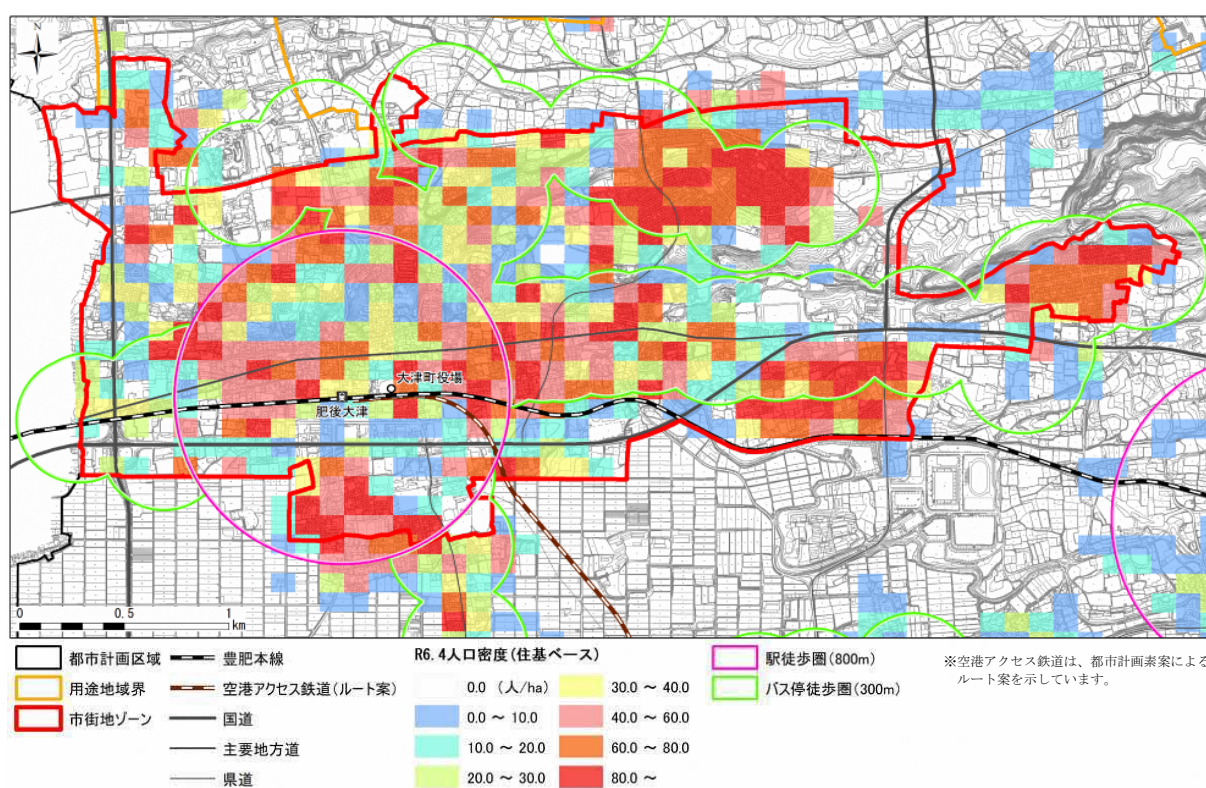 N
大津町役場
肥後大津
0 0.5 1
km
都市計画区域
用途地域界
市街地ゾーン
豊肥本線
空港アクセス鉄道(ルート案)
国道
主要地方道
県道
R6.4人口密度(住基ベース)
0.0 (人/ha)
0.0 ~ 10.0
10.0 ~ 20.0
20.0 ~ 30.0
30.0 ~ 40.0
40.0 ~ 60.0
60.0 ~ 80.0
80.0 ~
駅徒歩圏(800m)
バス停徒歩圏(300m)
※空港アクセス鉄道は、都市計画素案による
ルート案を示しています。